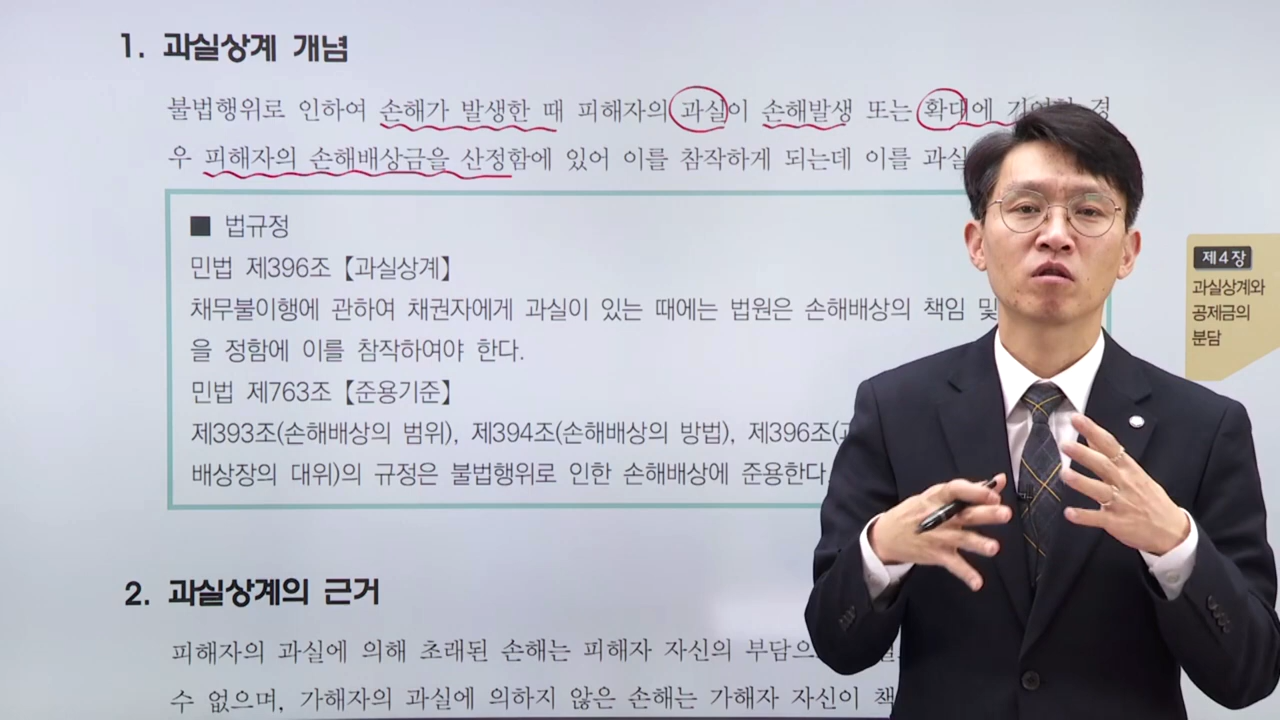 1. 과실상계 개념
불법행위로 인하여 손해가 발생한 때 피해자의 과실이 손해발생 또는 확대에 기여한 경
우 피해자의 손해배상금을 산정함에 있어 이를 참작하게 되는데 이를 과실
■ 법규정
민법 제396조【과실상계】
채무불이행에 관하여 채권자에게 과실이 있는 때에는 법원은 손해배상의 책임 및
을 정함에 이를 참작하여야 한다.
민법 제763조【준용기준】
제393조(손해배상의 범위), 제394조(손해배상의 방법), 제396조(
배상장의 대위)의 규정은 불법행위로 인한 손해배상에 준용한다
2. 과실상계의 근거
피해자의 과실에 의해 초래된 손해는 피해자 자신의
수 없으며, 가해자의 과실에 의하지 않은 손해는 가해자 자신이 책
제4장
과실상계와
공제금의
분담